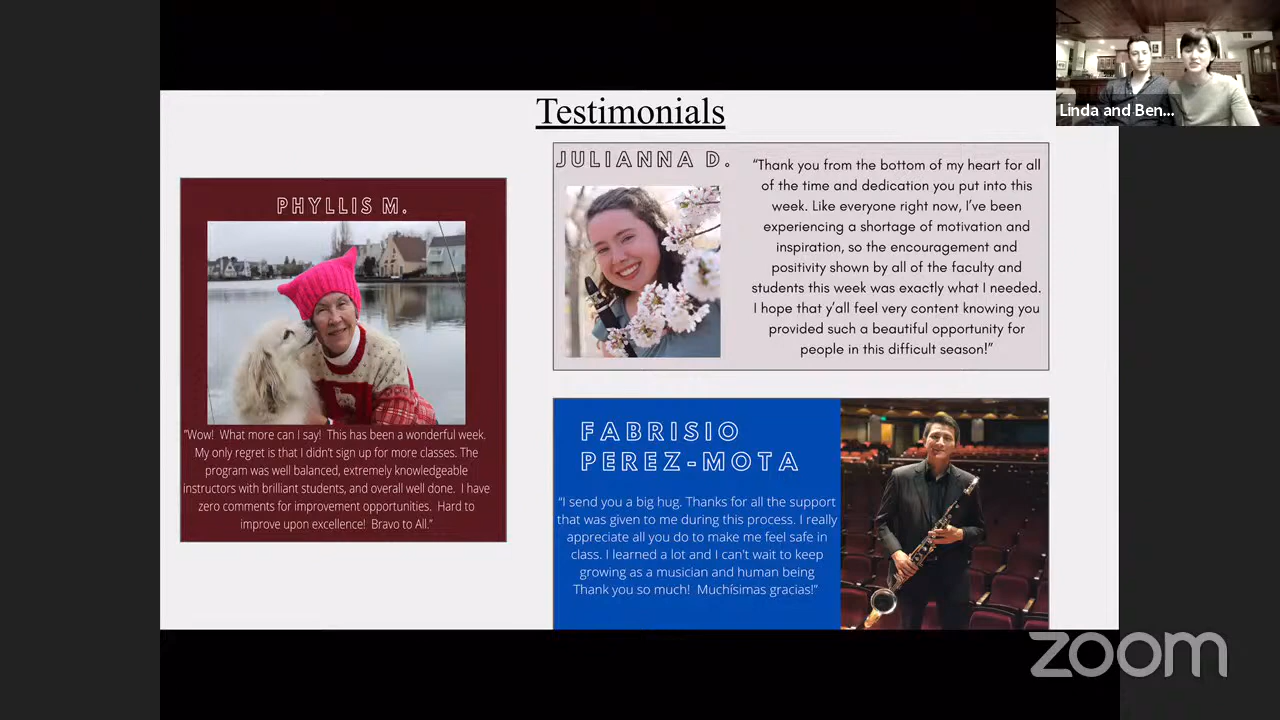 Testimonials
Linda and Ben...
PHYLLIS M.
"Wow! What more can I say! This has been a wonderful week.
My only regret is that I didn't sign up for more classes. The
program was well balanced, extremely knowledgeable
instructors with brilliant students, and overall well done. I have
zero comments for improvement opportunities. Hard to
improve upon excellence! Bravo to All."
JULIANNA D.
“Thank you from the bottom of my heart for all
of the time and dedication you put into this
week. Like everyone right now, I’ve been
experiencing a shortage of motivation and
inspiration, so the encouragement and
positivity shown by all of the faculty and
students this week was exactly what I needed.
I hope that y’all feel very content knowing you
provided such a beautiful opportunity for
people in this difficult season!”
FABRISIO
PEREZ-MOTA
“I send you a big hug. Thanks for all the support
that was given to me during this process. I really
appreciate all you do to make me feel safe in
class. I learned a lot and I can't wait to keep
growing as a musician and human being
Thank you so much! Muchísimas gracias!”
zoom